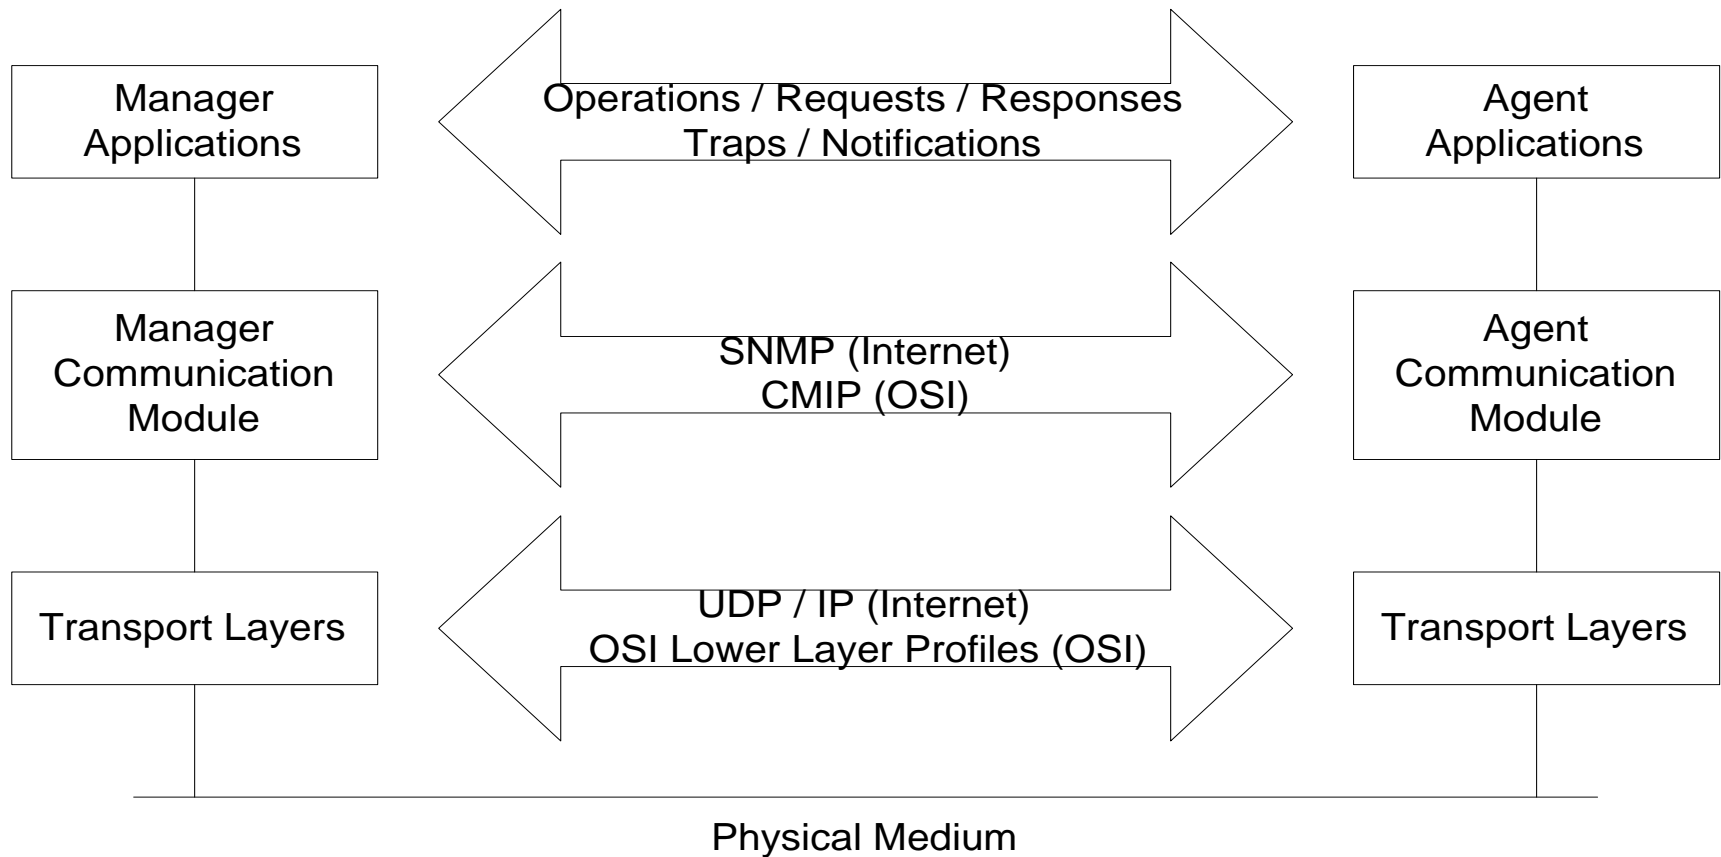 Manager
Applications
Operations / Requests / Responses
Traps / Notifications
Agent
Applications
Manager
Communication
Module
SNMP (Internet)
CMIP (OSI)
Agent
Communication
Module
Transport Layers
UDP / IP (Internet)
OSI Lower Layer Profiles (OSI)
Transport Layers
Physical Medium